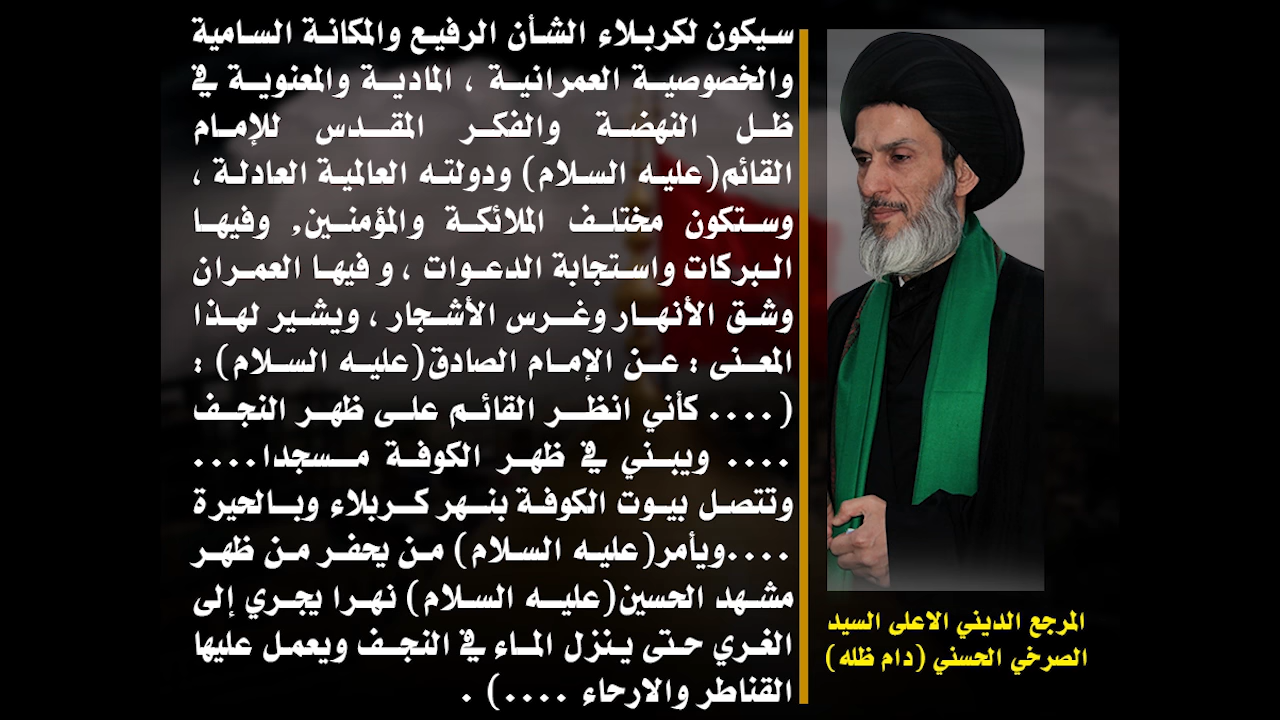 سيكون لكربلاء الشأن الرفيع والمكانة السامية
والخصوصية العمرانية ، المادية والمعنوية في
ظل النهضة والفكر المقدس للإمام
القائم(عليه السلام) ودولته العالمية العادلة ،
وستكون مختلف الملائكة والمؤمنين, وفيها
البركات واستجابة الدعوات ، و فيها العمران
وشق الأنهار وغرس الأشجار ، ويشير لهذا
المعنى : عن الإمام الصادق(عليه السلام) :
(.... كأني انظر القائم على ظهر النجف
.... ويبني في ظهر الكوفة مسجدا....
وتتصل بيوت الكوفة بنهر كربلاء وبالحيرة
....ويأمر(عليه السلام) من يحفر من ظهر
مشهد الحسين(عليه السلام) نهرا يجري إلى
الغري حتى ينزل الماء في النجف ويعمل عليها
القناطر والارحاء ....) .
المرجع الديني الاعلى السيد
الصرخي الحسني (دام ظله)